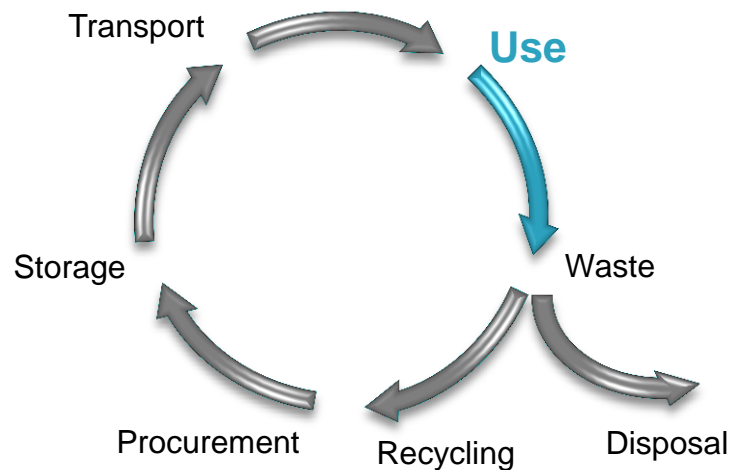 Transport
Use
Storage
Waste
Procurement
Recycling
Disposal